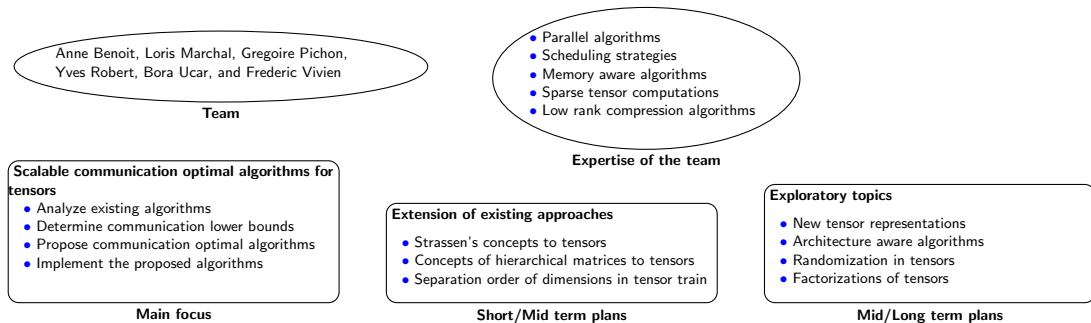 Anne Benoit, Loris Marchal, Gregoire Pichon,
Yves Robert, Bora Ucar, and Frederic Vivien
Team
• Parallel algorithms
• Scheduling strategies
• Memory aware algorithms
• Sparse tensor computations
• Low rank compression algorithms
Expertise of the team
Scalable communication optimal algorithms for
tensors
• Analyze existing algorithms
• Determine communication lower bounds
• Propose communication optimal algorithms
• Implement the proposed algorithms
Main focus
Extension of existing approaches
• Strassen's concepts to tensors
• Concepts of hierarchical matrices to tensors
• Separation order of dimensions in tensor train
Short/Mid term plans
Exploratory topics
• New tensor representations
• Architecture aware algorithms
• Randomization in tensors
• Factorizations of tensors
Mid/Long term plans